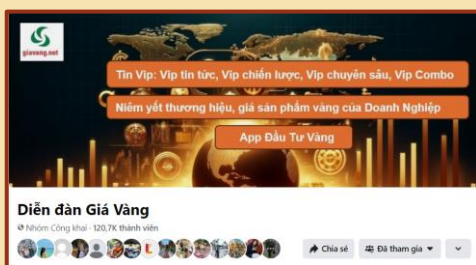 giavang.net
Tin Vip: Vip tin tức, Vip chiến lược, Vip chuyên sâu, Vip Combo
Niêm yết thương hiệu, giá sản phẩm vàng của Doanh Nghiệp
App Đầu Tư Vàng
Diễn đàn Giá Vàng
Nhóm Công khai · 120,7K thành viên
Chia sẻ
Đã tham gia